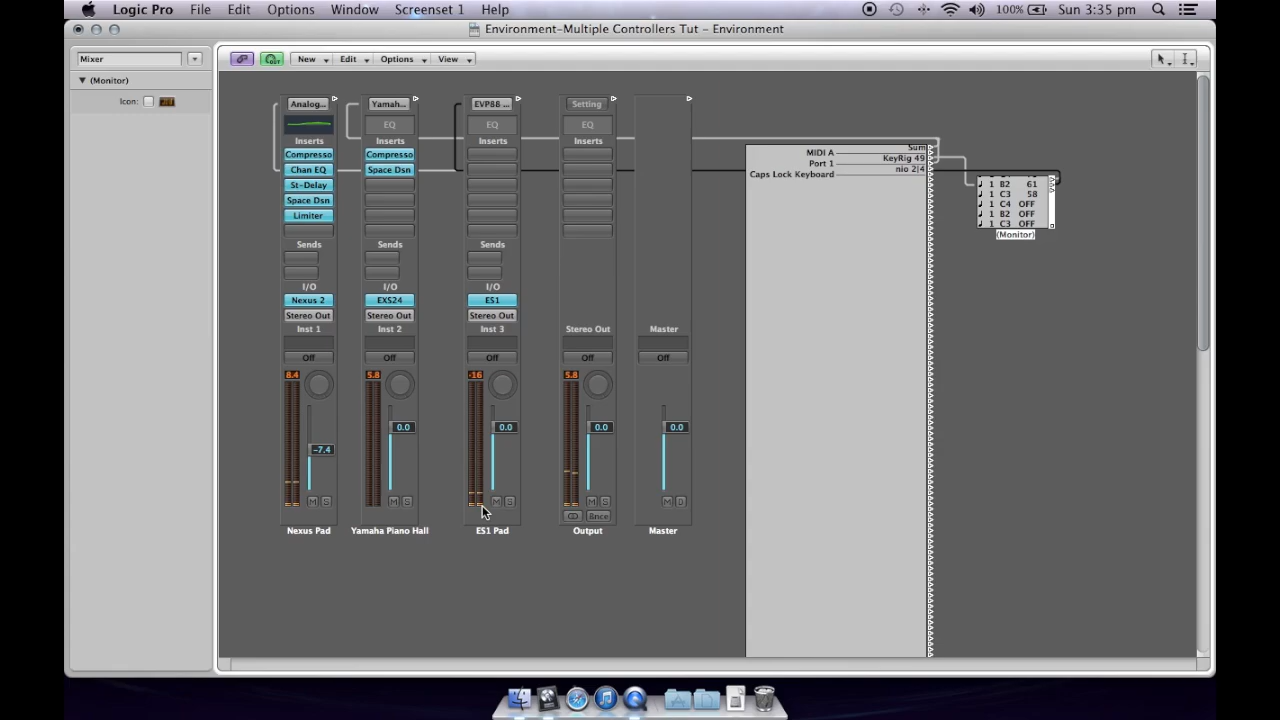 Logic Pro File Edit Options Window Screenset 1 Help 100% Sun 3:35 pm
Environment-Multiple Controllers Tut - Environment
Mixer New Edit Options View
(Monitor)
Icon:
Analog... Yamah... EVP88 ... Setting
EQ EQ EQ
Inserts Inserts Inserts Inserts
Compresso Compresso
Chan EQ Space Dsn
St-Delay
Space Dsn
Limiter
Sends Sends Sends
I/O I/O I/O
Nexus 2 EXS24 ES1
Stereo Out Stereo Out Stereo Out
Inst 1 Inst 2 Inst 3 Stereo Out Master
Off Off Off Off Off
8.4 5.8 -16 5.8
0.0 0.0 0.0 0.0
-7.4
M S M S M S M S M D
Bnce
Nexus Pad Yamaha Piano Hall ES1 Pad Output Master
Sum
MIDI A KeyRig 49
Port 1 nio 2|4
Caps Lock Keyboard
1 B2 61
1 C3 58
1 C4 OFF
1 B2 OFF
1 C3 OFF
(Monitor)